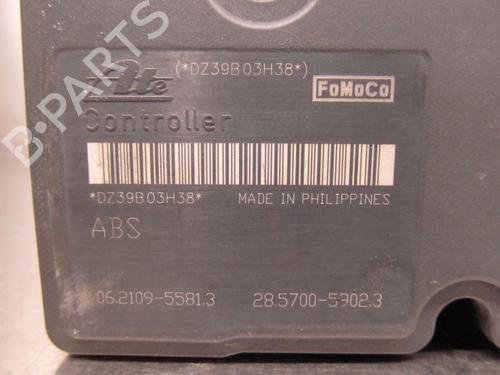 (*DZ39B03H38*)
Ate
FoMoCo
Controller
*DZ39B03H38* MADE IN PHILIPPINES
ABS
06.2109-5581.3 28.5700-5902.3
B-PARTS